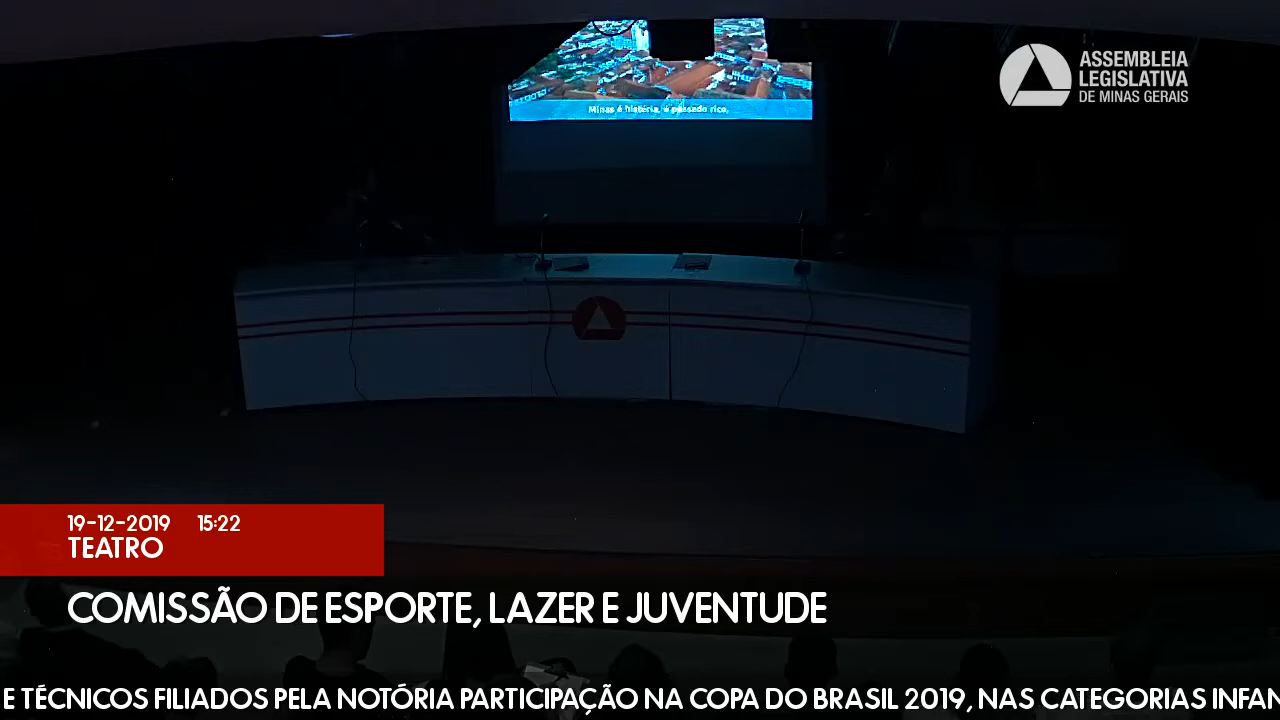 Minas é história, é passado rico,
ASSEMBLEIA
LEGISLATIVA
DE MINAS GERAIS
19-12-2019 15:22
TEATRO
COMISSÃO DE ESPORTE, LAZER E JUVENTUDE
E TÉCNICOS FILIADOS PELA NOTÓRIA PARTICIPAÇÃO NA COPA DO BRASIL 2019, NAS CATEGORIAS INFAN